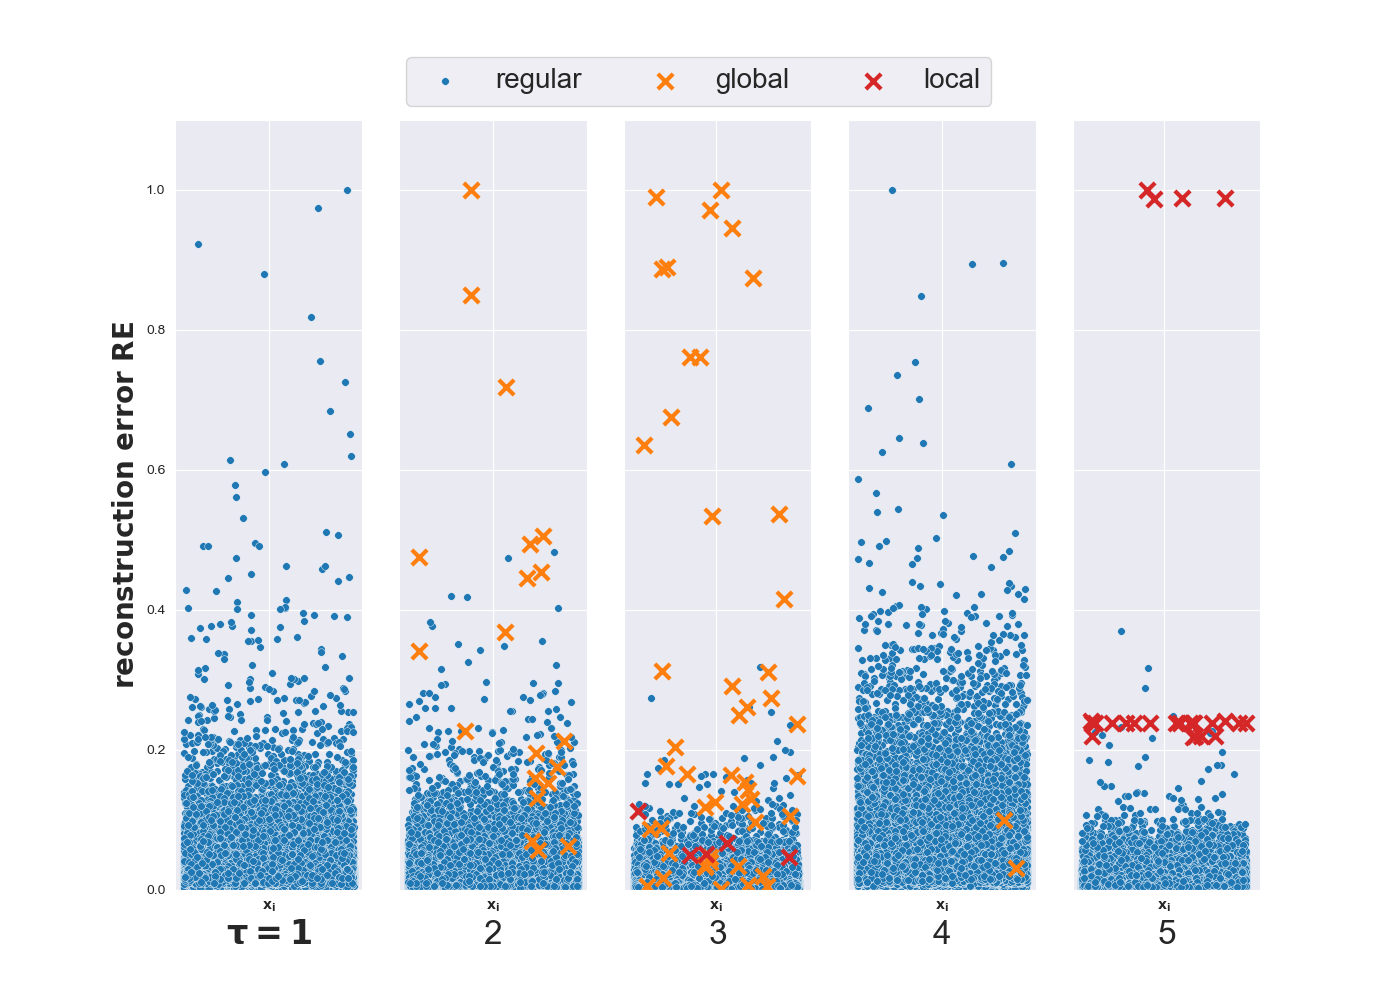 regular global local
reconstruction error RE
1.0
0.8
0.6
0.4
0.2
0.0
xᵢ xᵢ xᵢ xᵢ xᵢ
τ = 1 2 3 4 5